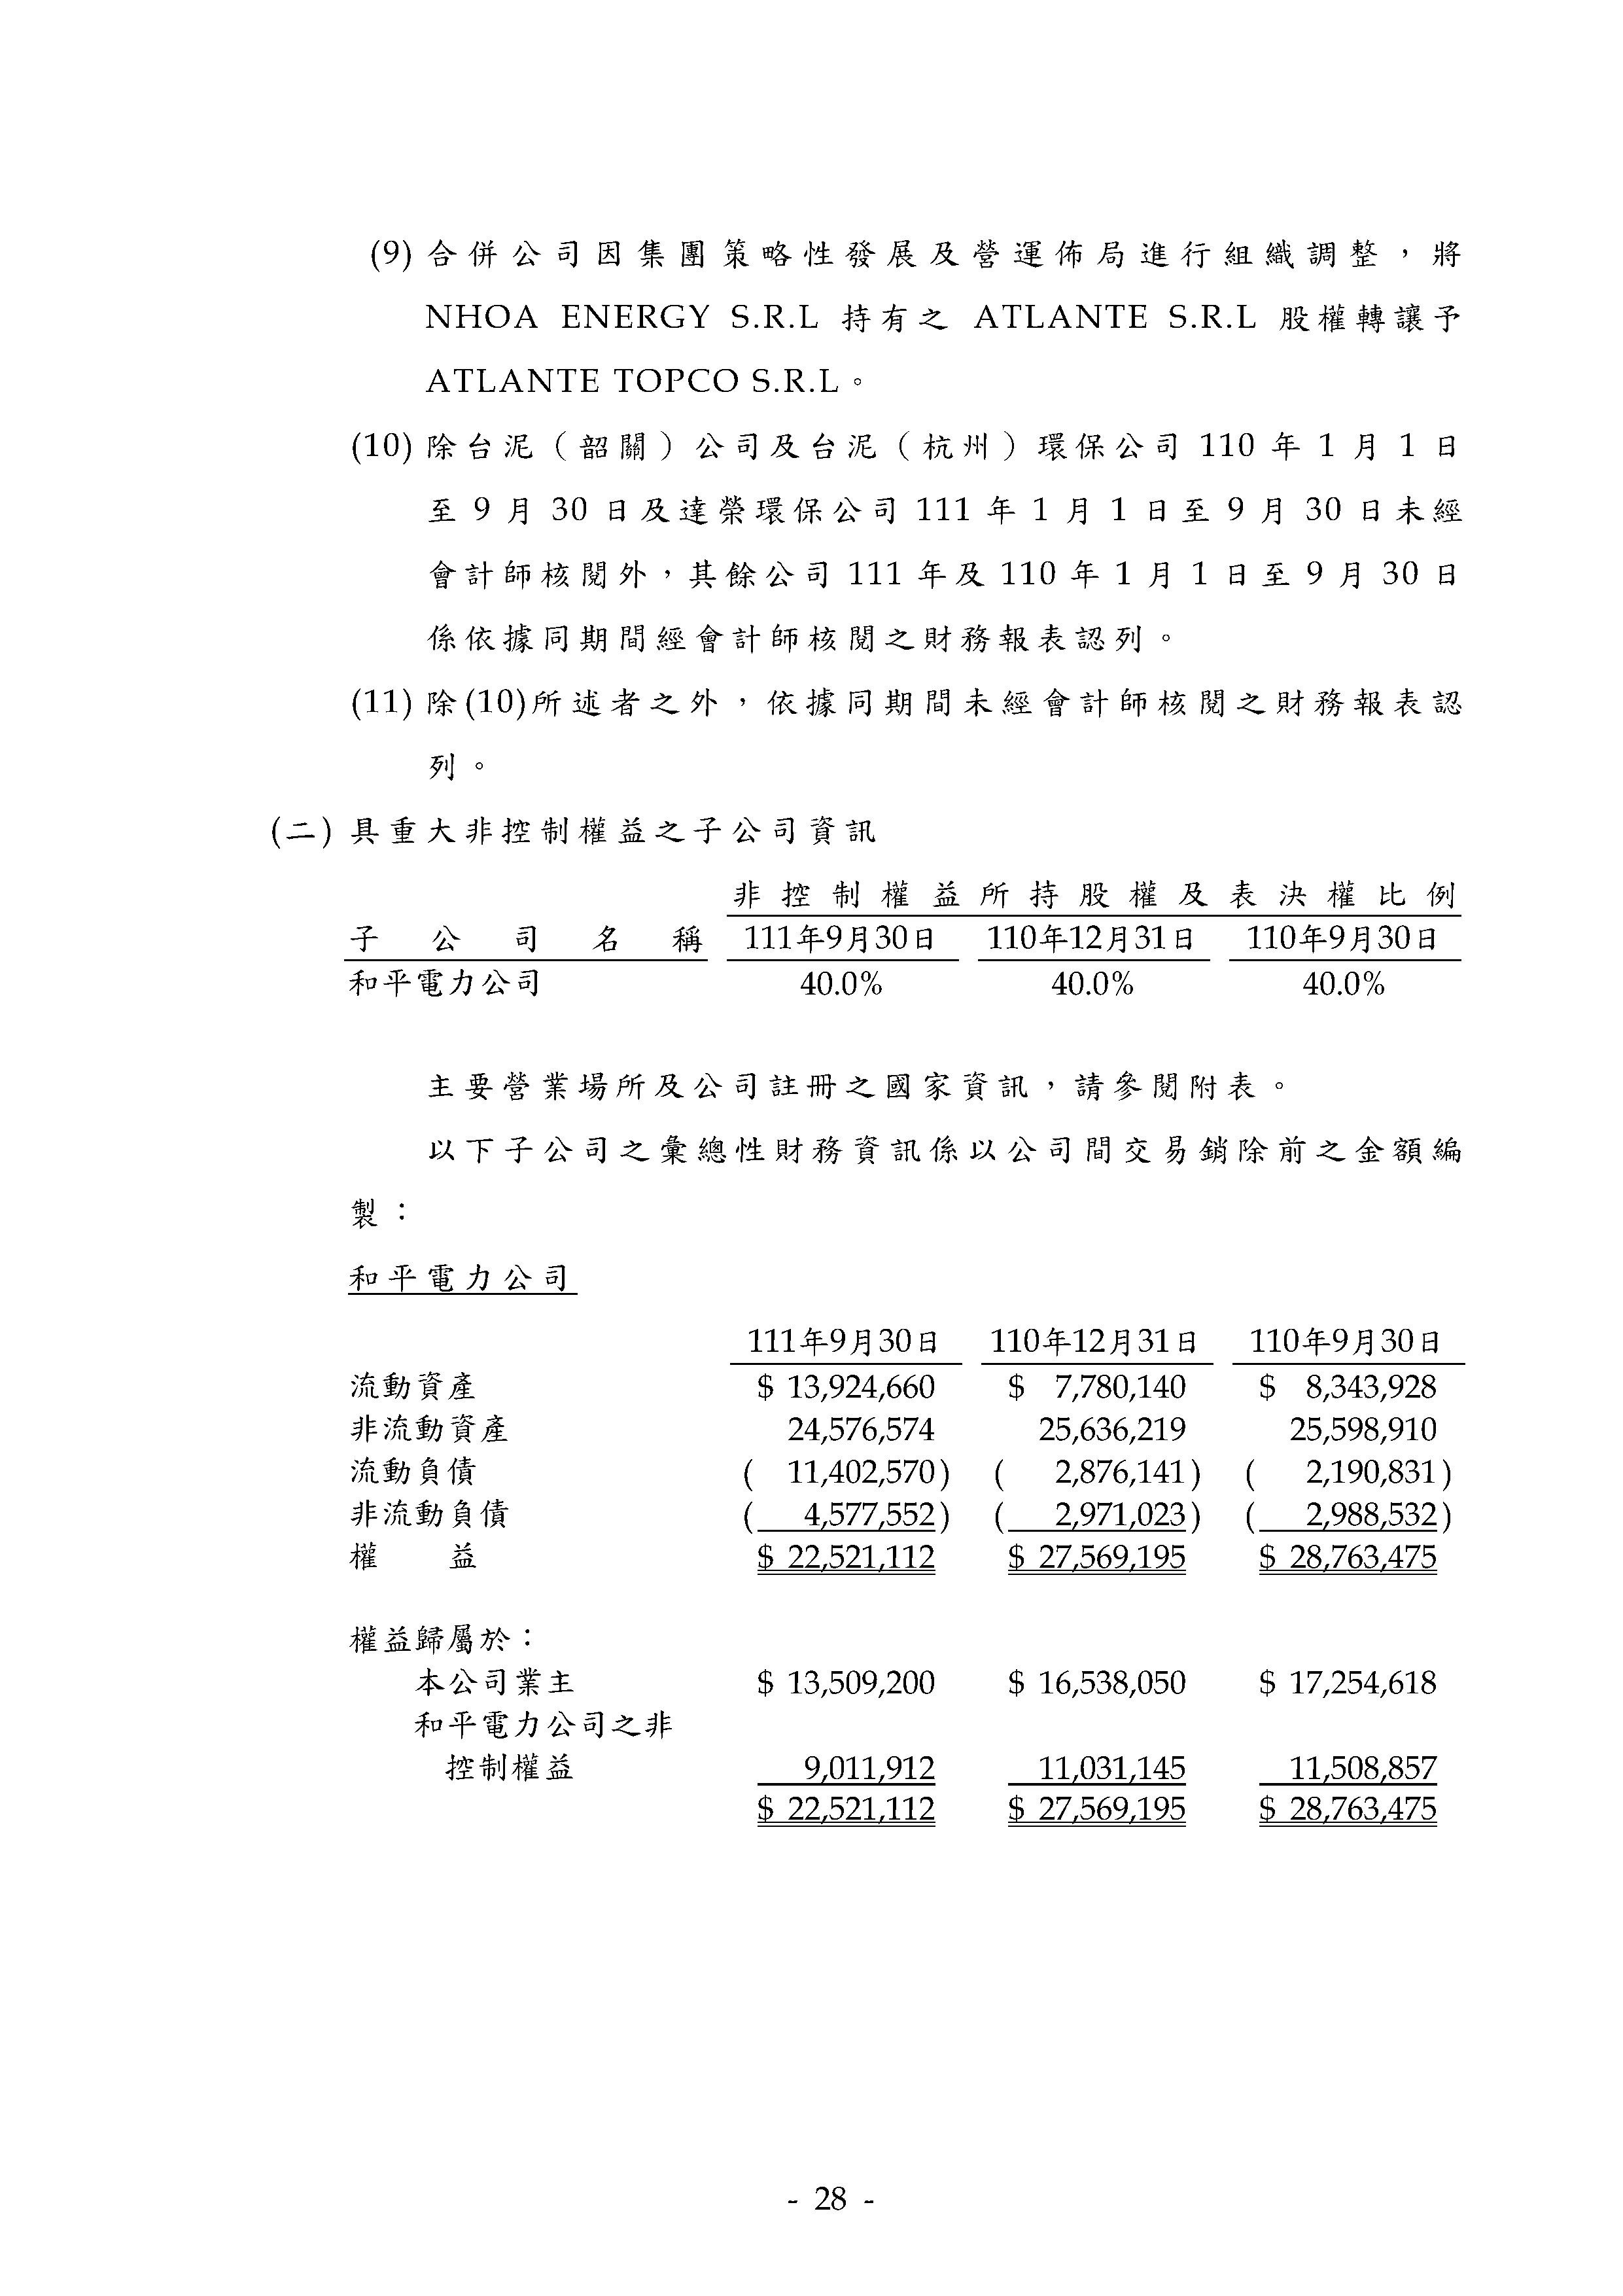 (9) 合併公司因集團策略性發展及營運佈局進行組織調整，將
NHOA ENERGY S.R.L 持有之 ATLANTE S.R.L 股權轉讓予
ATLANTE TOPCO S.R.L。
(10) 除台泥（韶關）公司及台泥（杭州）環保公司 110 年 1 月 1 日
至 9 月 30 日及達榮環保公司 111 年 1 月 1 日至 9 月 30 日未經
會計師核閱外，其餘公司 111 年及 110 年 1 月 1 日至 9 月 30 日
係依據同期間經會計師核閱之財務報表認列。
(11) 除(10)所述者之外，依據同期間未經會計師核閱之財務報表認
列。
(二) 具重大非控制權益之子公司資訊
非控制權益所持股權及表決權比例
子公司名稱 111年9月30日 110年12月31日 110年9月30日
和平電力公司 40.0% 40.0% 40.0%
主要營業場所及公司註冊之國家資訊，請參閱附表。
以下子公司之彙總性財務資訊係以公司間交易銷除前之金額編
製：
和平電力公司
111年9月30日 110年12月31日 110年9月30日
流動資產 $ 13,924,660 $ 7,780,140 $ 8,343,928
非流動資產 24,576,574 25,636,219 25,598,910
流動負債 ( 11,402,570) ( 2,876,141) ( 2,190,831)
非流動負債 ( 4,577,552) ( 2,971,023) ( 2,988,532)
權益 $ 22,521,112 $ 27,569,195 $ 28,763,475
權益歸屬於：
本公司業主 $ 13,509,200 $ 16,538,050 $ 17,254,618
和平電力公司之非
控制權益 9,011,912 11,031,145 11,508,857
$ 22,521,112 $ 27,569,195 $ 28,763,475
- 28 -